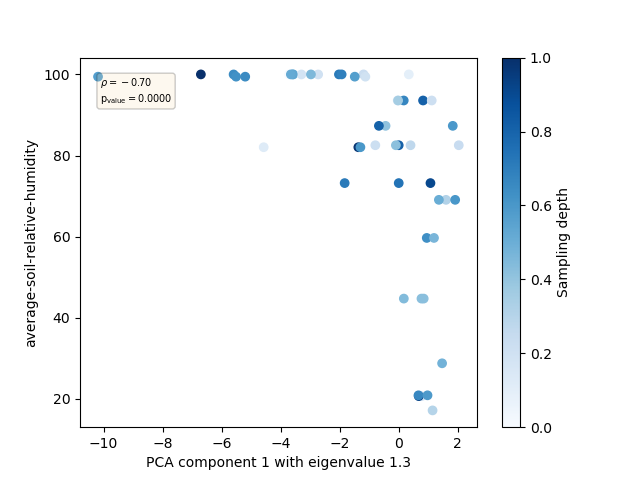 ρ = −0.70
p_value = 0.0000
100
80
60
40
20
average-soil-relative-humidity
−10 −8 −6 −4 −2 0 2
PCA component 1 with eigenvalue 1.3
1.0
0.8
0.6
0.4
0.2
0.0
Sampling depth